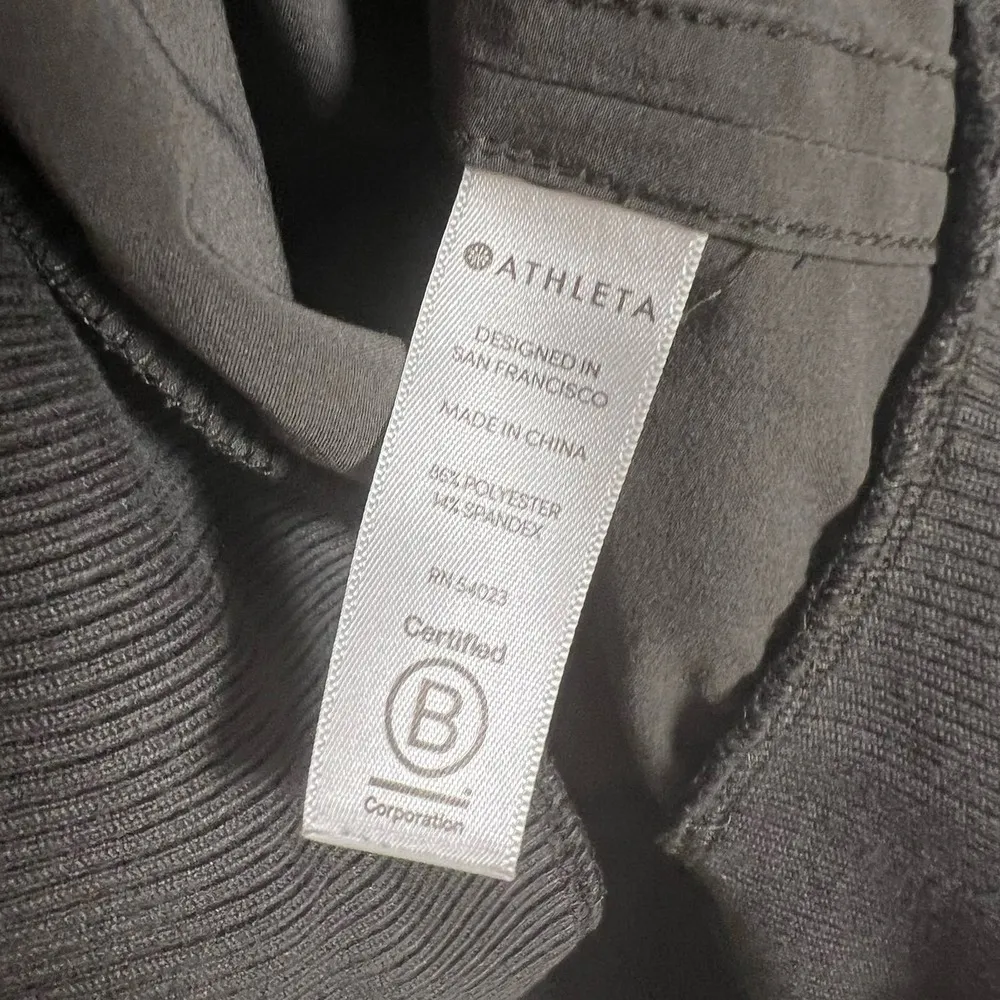 ATHLETA
DESIGNED IN
SAN FRANCISCO
MADE IN CHINA
86% POLYESTER
14% SPANDEX
RN 54023
Certified
B
Corporation